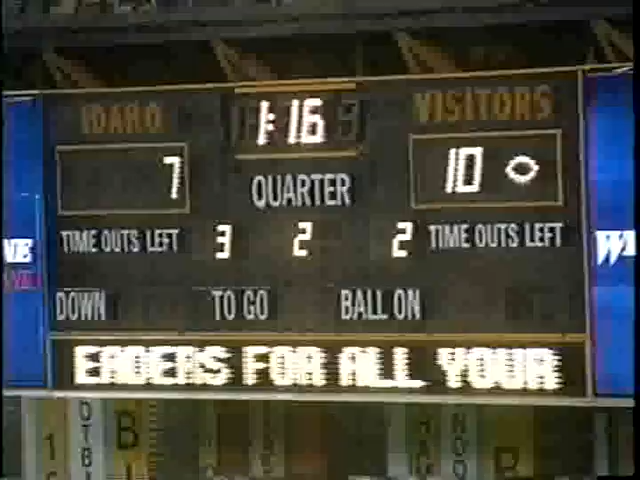 IDAHO 1:16 VISITORS
7 QUARTER 10
TIME OUTS LEFT 3 2 2 TIME OUTS LEFT
DOWN TO GO BALL ON
EADERS FOR ALL YOUR
B
1